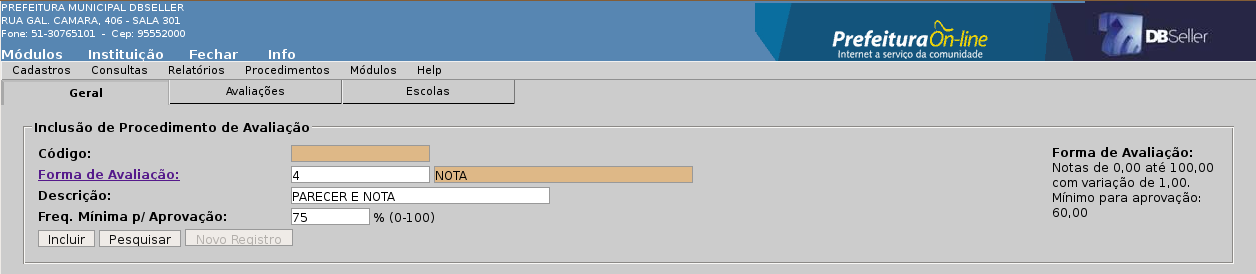 PREFEITURA MUNICIPAL DBSELLER
RUA GAL. CAMARA, 406 - SALA 301
Fone: 51-30765101 - Cep: 95552000
PrefeituraOn-line
Internet a serviço da comunidade
DBSeller
Módulos Instituição Fechar Info
Cadastros Consultas Relatórios Procedimentos Módulos Help
Geral Avaliações Escolas
Inclusão de Procedimento de Avaliação
Código:
Forma de Avaliação: 4 NOTA
Descrição: PARECER E NOTA
Freq. Mínima p/ Aprovação: 75 % (0-100)
Incluir Pesquisar Novo Registro
Forma de Avaliação:
Notas de 0,00 até 100,00
com variação de 1,00.
Mínimo para aprovação:
60,00